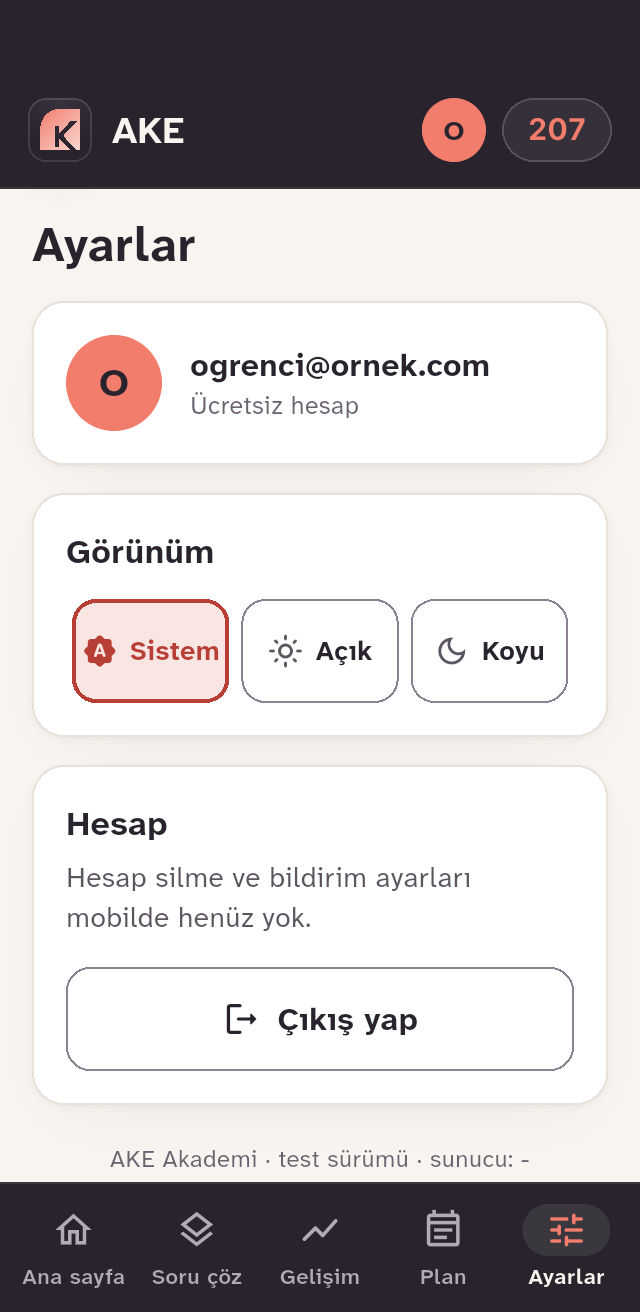 AKE
O
207
Ayarlar
O
ogrenci@ornek.com
Ücretsiz hesap
Görünüm
A Sistem
Açık
Koyu
Hesap
Hesap silme ve bildirim ayarları
mobilde henüz yok.
Çıkış yap
AKE Akademi · test sürümü · sunucu: -
Ana sayfa
Soru çöz
Gelişim
Plan
Ayarlar